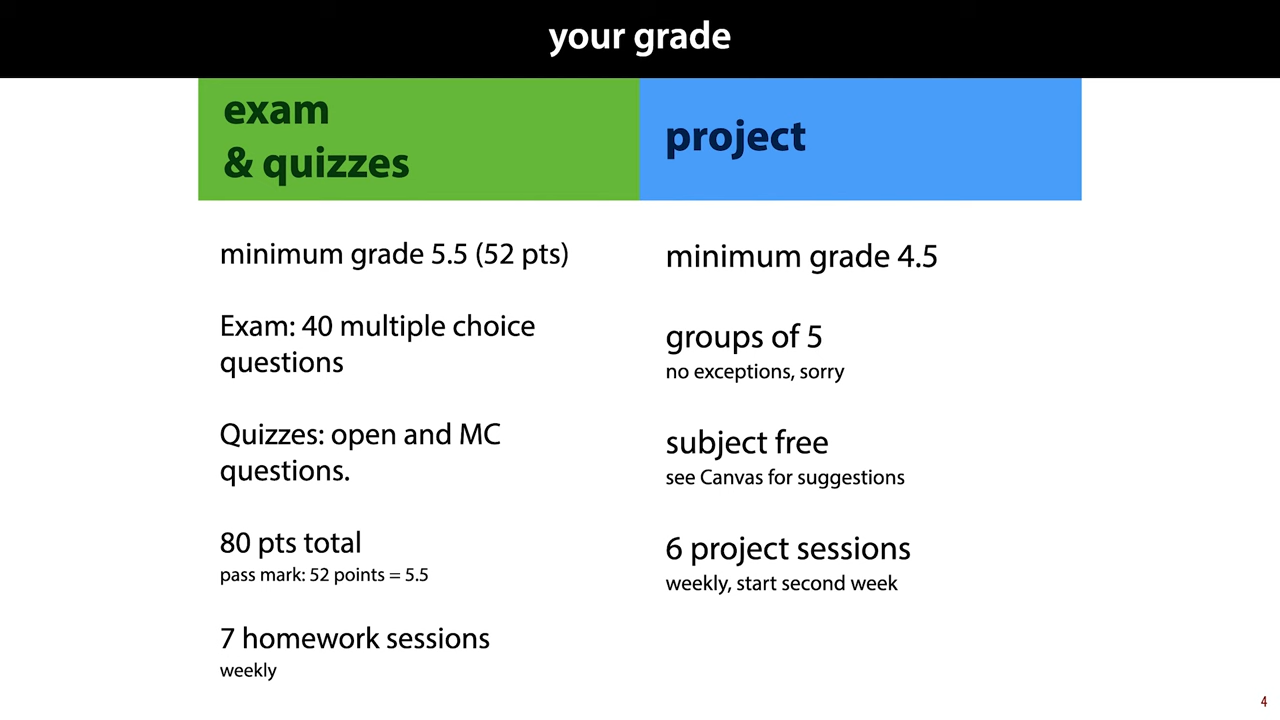 your grade
exam
& quizzes
project
minimum grade 5.5 (52 pts)
Exam: 40 multiple choice
questions
Quizzes: open and MC
questions.
80 pts total
pass mark: 52 points = 5.5
7 homework sessions
weekly
minimum grade 4.5
groups of 5
no exceptions, sorry
subject free
see Canvas for suggestions
6 project sessions
weekly, start second week
4